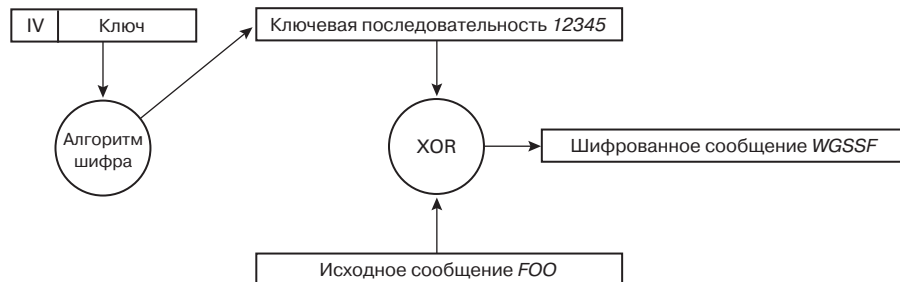 IV Ключ
Ключевая последовательность 12345
Алгоритм
шифра
XOR
Шифрованное сообщение WGSSF
Исходное сообщение FOO